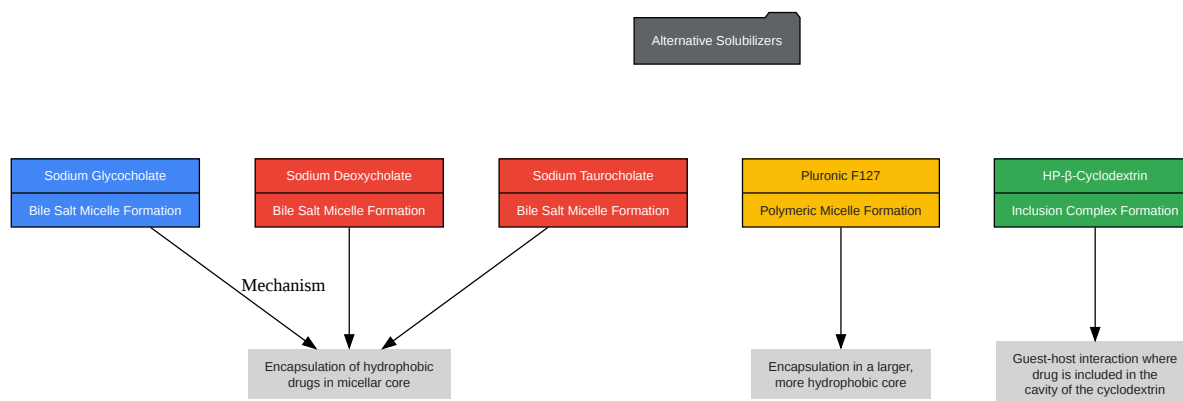 Alternative Solubilizers
Sodium Glycocholate
Bile Salt Micelle Formation
Sodium Deoxycholate
Bile Salt Micelle Formation
Sodium Taurocholate
Bile Salt Micelle Formation
Pluronic F127
Polymeric Micelle Formation
HP-β-Cyclodextrin
Inclusion Complex Formation
Mechanism
Encapsulation of hydrophobic
drugs in micellar core
Encapsulation in a larger,
more hydrophobic core
Guest-host interaction where
drug is included in the
cavity of the cyclodextrin